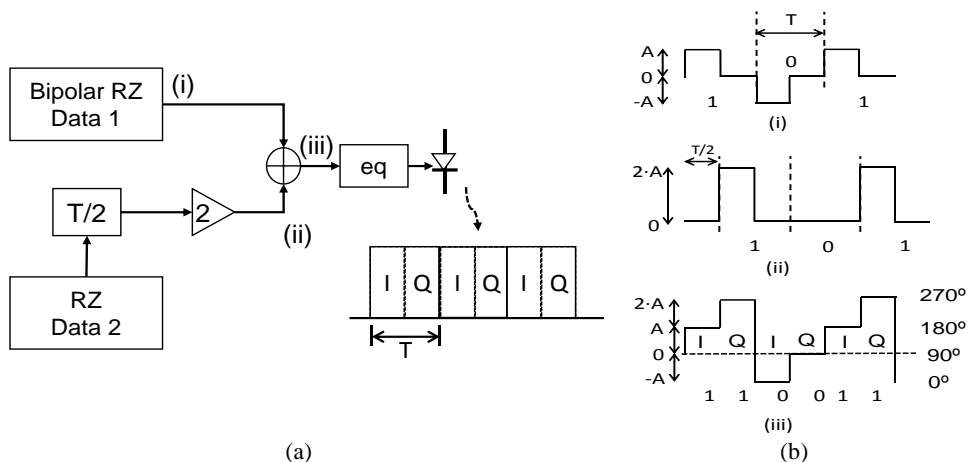 Bipolar RZ
Data 1
(i)
(iii)
eq
T/2
2
(ii)
RZ
Data 2
I Q I Q I Q
T
(a)
T
A
0
-A
0
1 1
(i)
T/2
2·A
0
1 0 1
(ii)
2·A
A
0
-A
I Q I Q I Q
270º
180º
90º
0º
1 1 0 0 1 1
(iii)
(b)